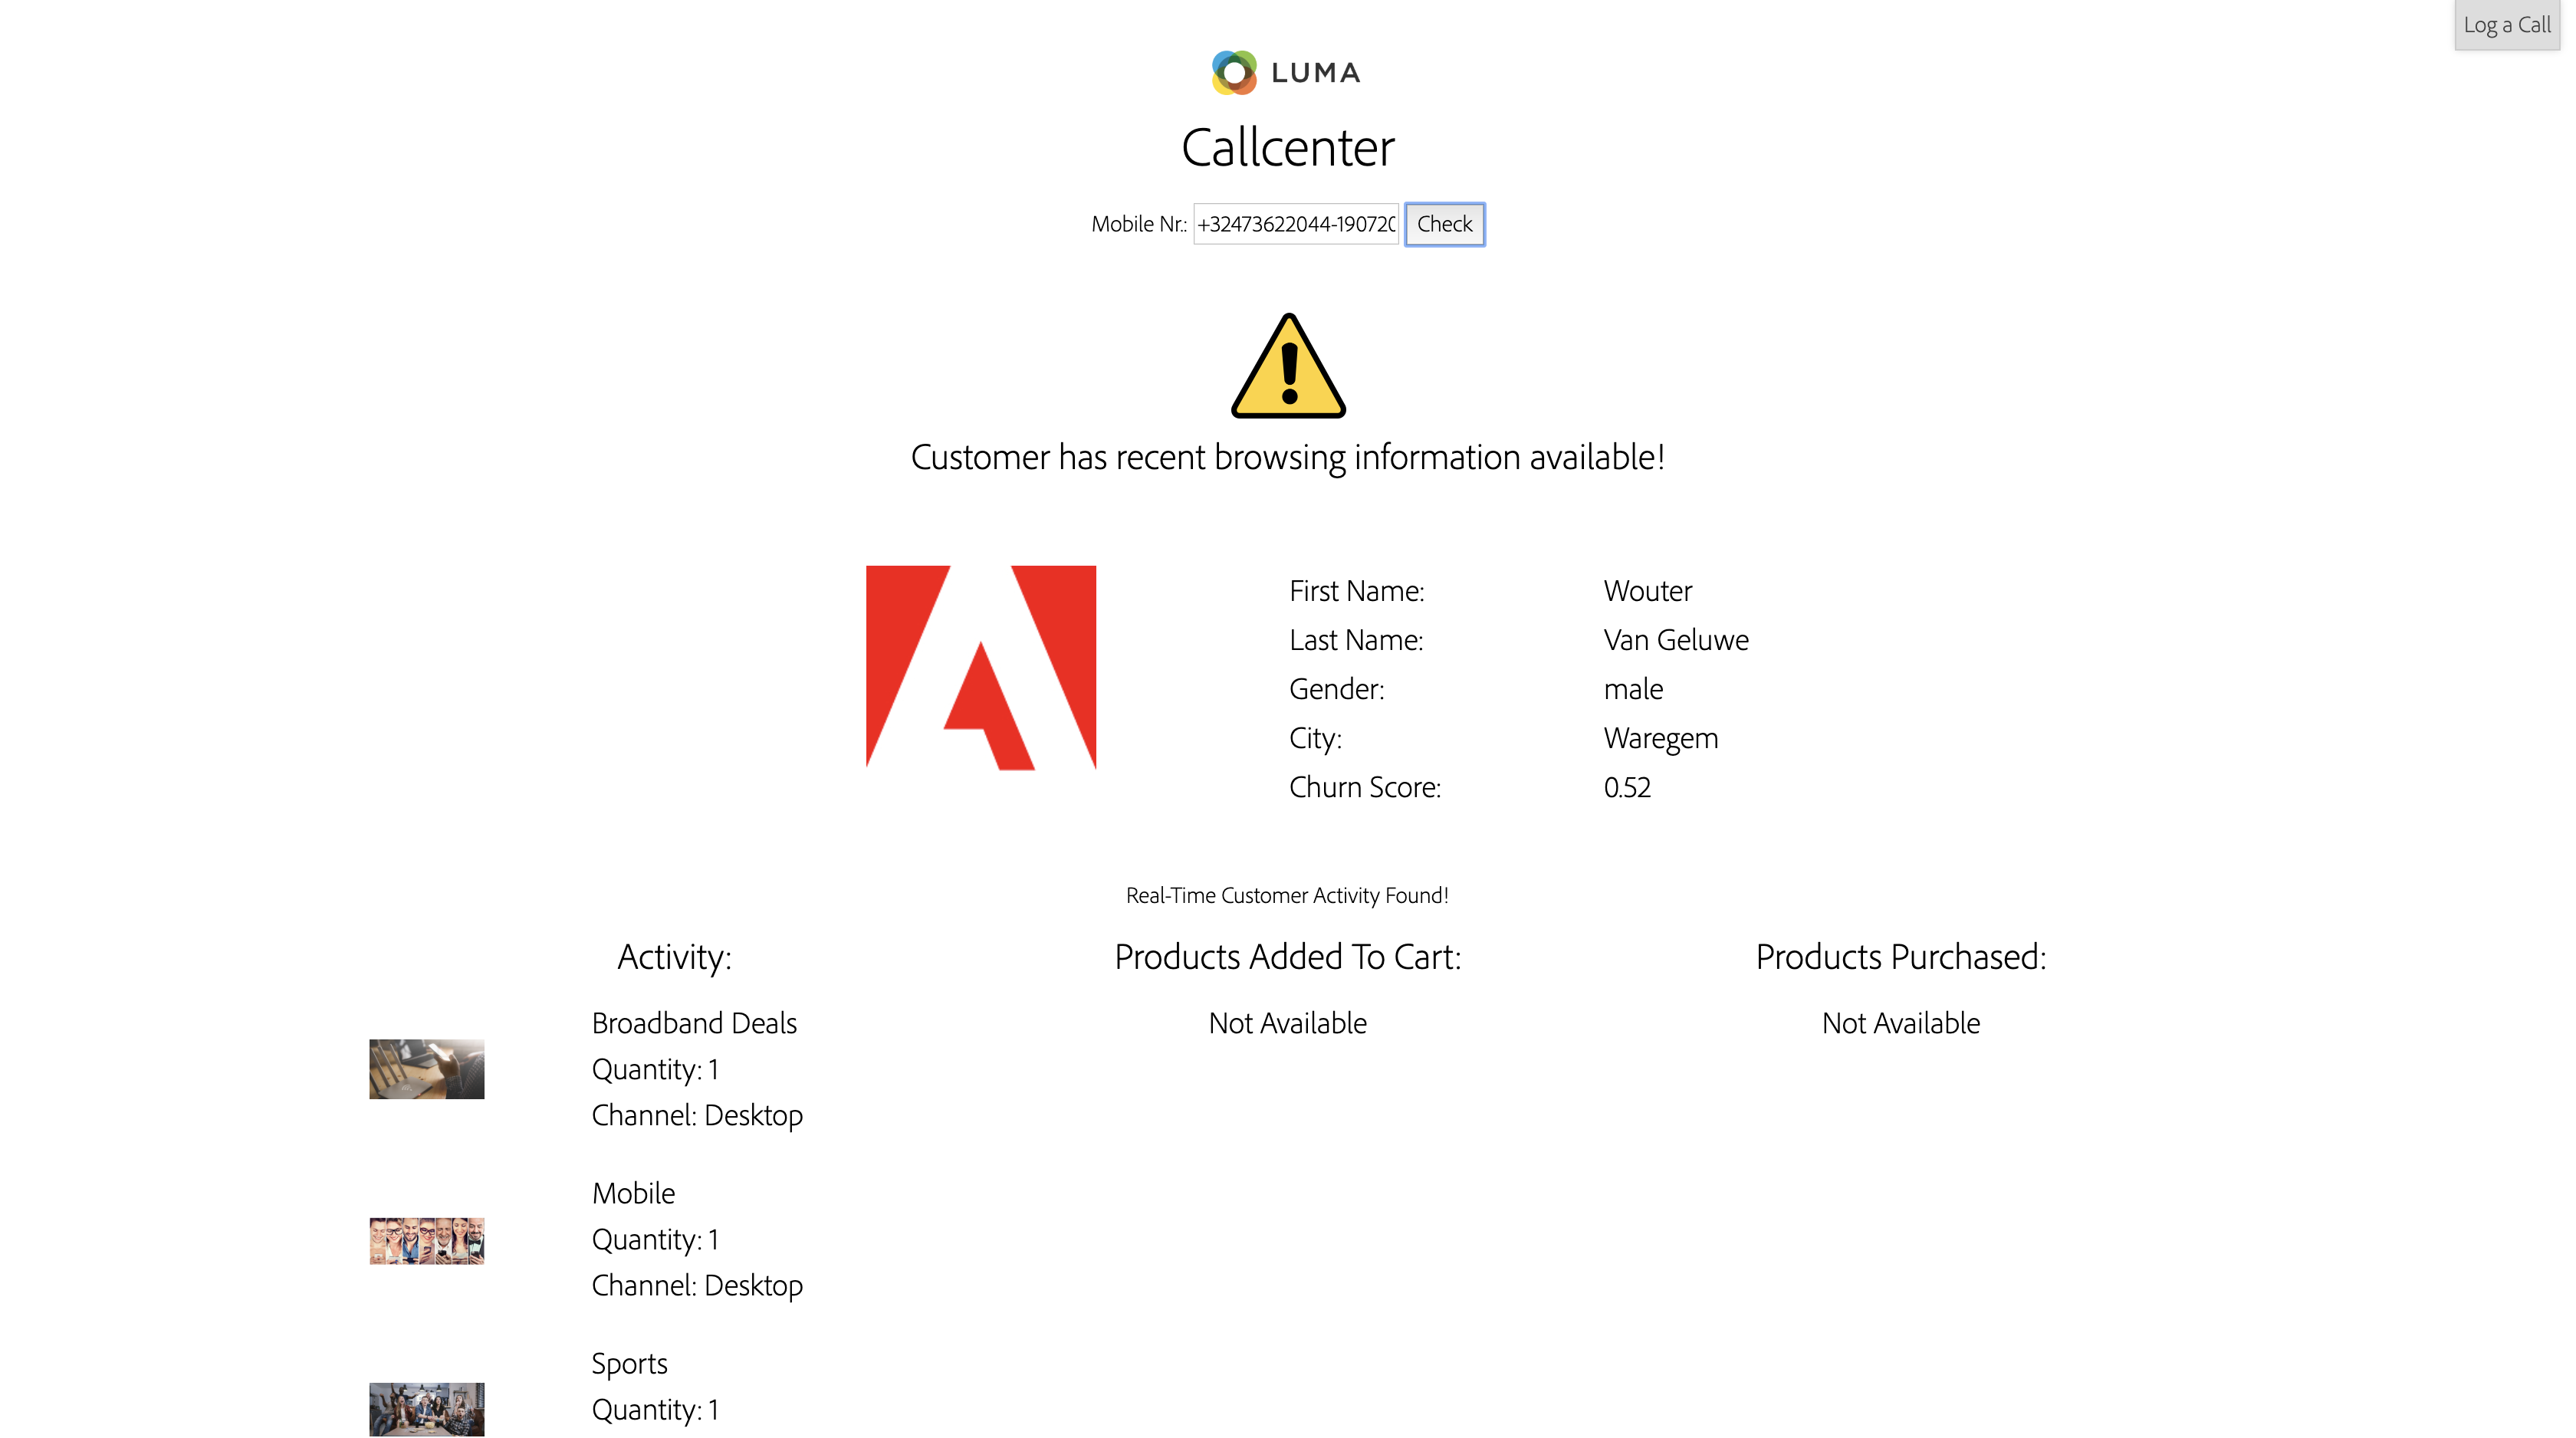 Log a Call
LUMA
Callcenter
Mobile Nr.: +32473622044-190720 Check
Customer has recent browsing information available!
First Name: Wouter
Last Name: Van Geluwe
Gender: male
City: Waregem
Churn Score: 0.52
Real-Time Customer Activity Found!
Activity: Products Added To Cart: Products Purchased:
Broadband Deals Not Available Not Available
Quantity: 1
Channel: Desktop
Mobile
Quantity: 1
Channel: Desktop
Sports
Quantity: 1